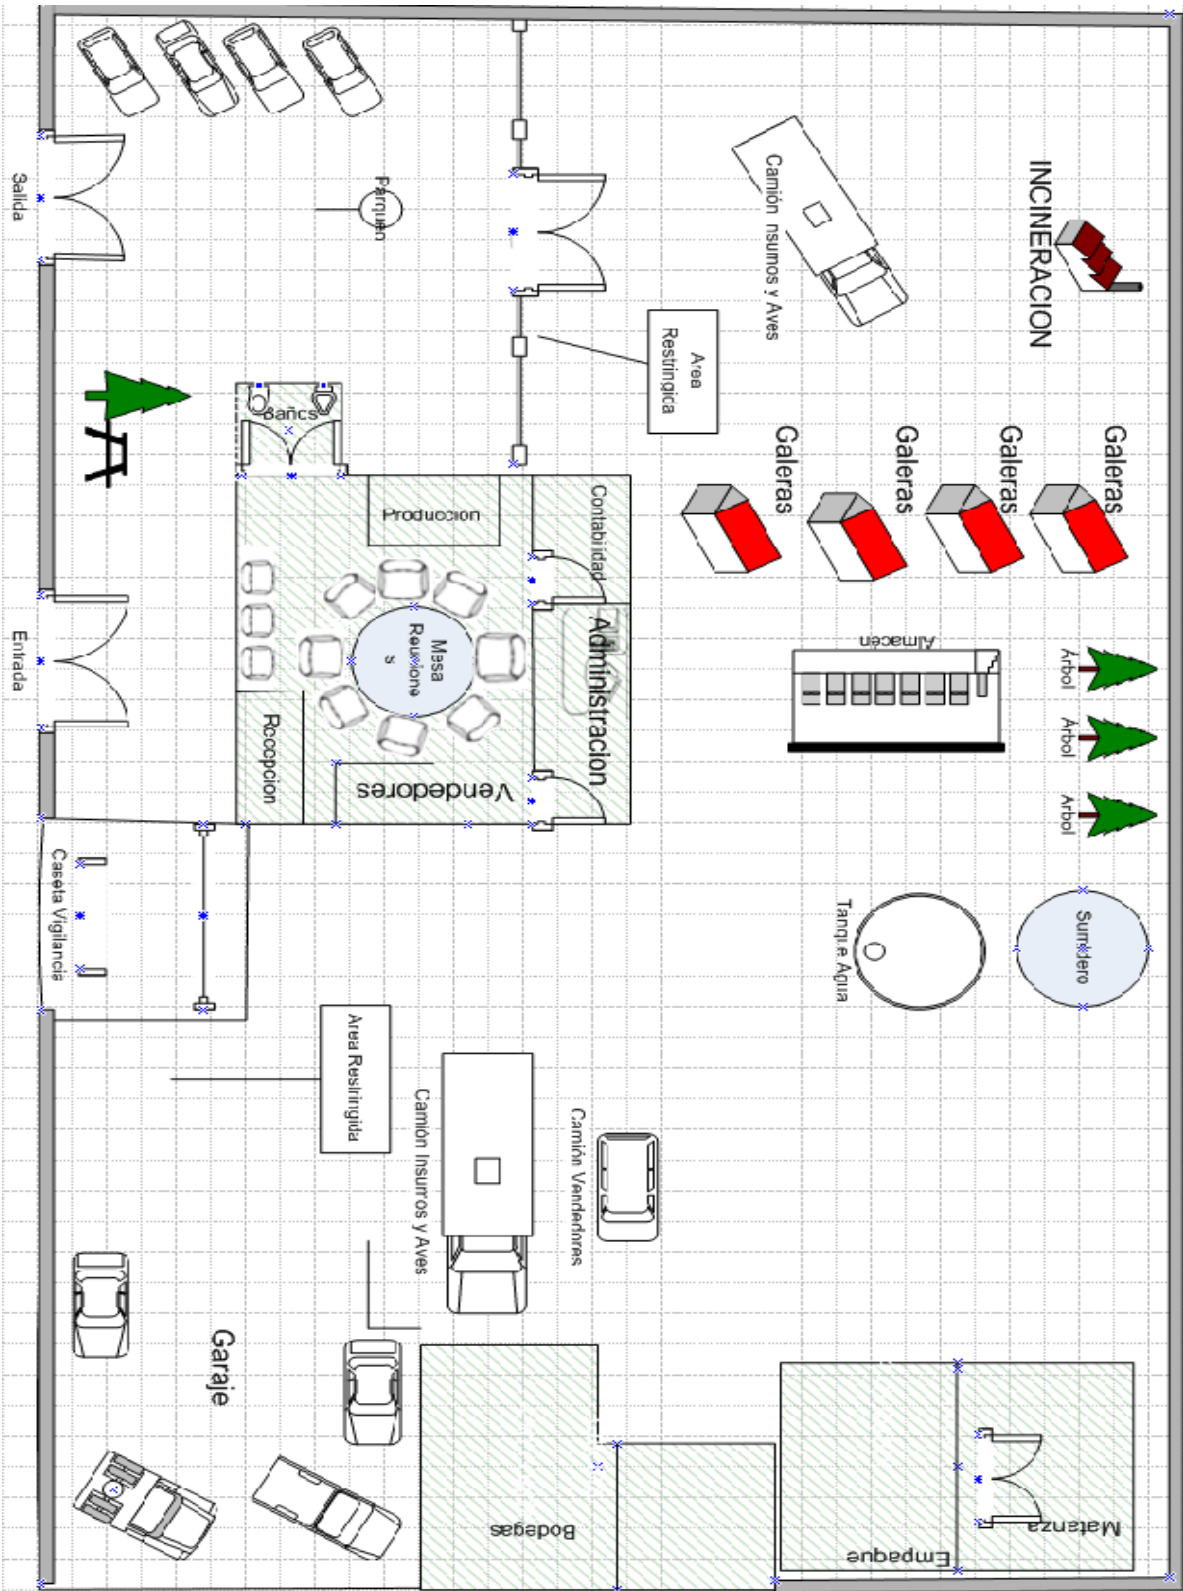 Salida
Parqueo
Camión Insumos y Aves
INCINERACION
Area
Restringida
Baños
Galeras
Galeras
Galeras
Galeras
Produccion
Contabilidad
Entrada
Mesa
Reunione
s
Administracion
Almacén
Árbol
Árbol
Árbol
Recepcion
Vendedores
Caseta Vigilancia
Tanque Agua
Sumidero
Area Restringida
Camión Insumos y Aves
Camión Vendedores
Garaje
Bodegas
Empaque
Matanza